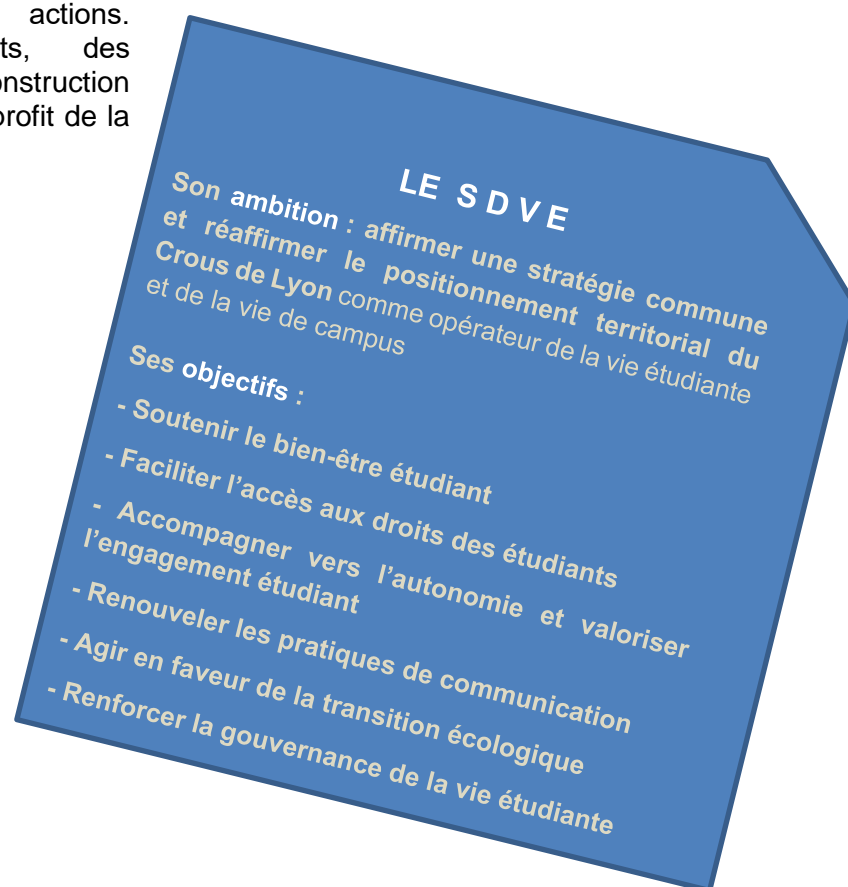 actions.
ts, des
onstruction
profit de la
LE S D V E
Son ambition : affirmer une stratégie commune
et réaffirmer le positionnement territorial du
Crous de Lyon comme opérateur de la vie étudiante
et de la vie de campus
Ses objectifs :
- Soutenir le bien-être étudiant
- Faciliter l’accès aux droits des étudiants
- Accompagner vers l’autonomie et valoriser
l’engagement étudiant
- Renouveler les pratiques de communication
- Agir en faveur de la transition écologique
- Renforcer la gouvernance de la vie étudiante